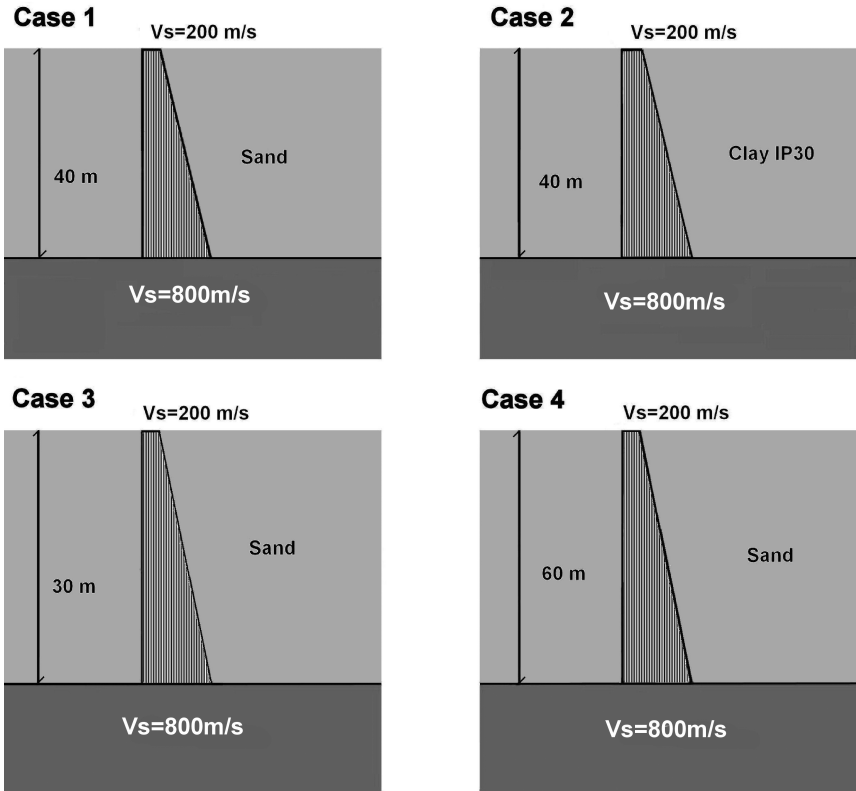 Case 1
Vs=200 m/s
40 m
Sand
Vs=800m/s
Case 2
Vs=200 m/s
40 m
Clay IP30
Vs=800m/s
Case 3
Vs=200 m/s
30 m
Sand
Vs=800m/s
Case 4
Vs=200 m/s
60 m
Sand
Vs=800m/s